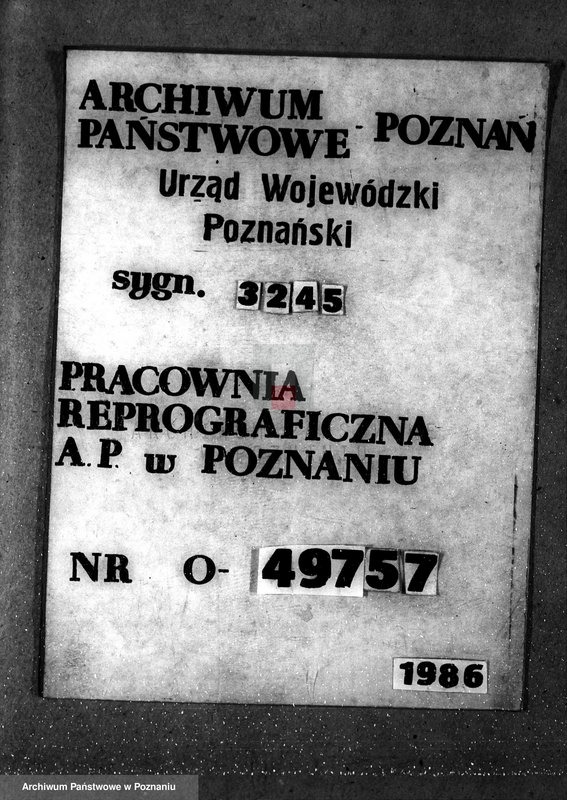 ARCHIWUM
PAŃSTWOWE - POZNAŃ
Urząd Wojewódzki
Poznański
sygn. 3245
PRACOWNIA
REPROGRAFICZNA
A.P. w POZNANIU
NR O- 49757
1986
Archiwum Państwowe w Poznaniu